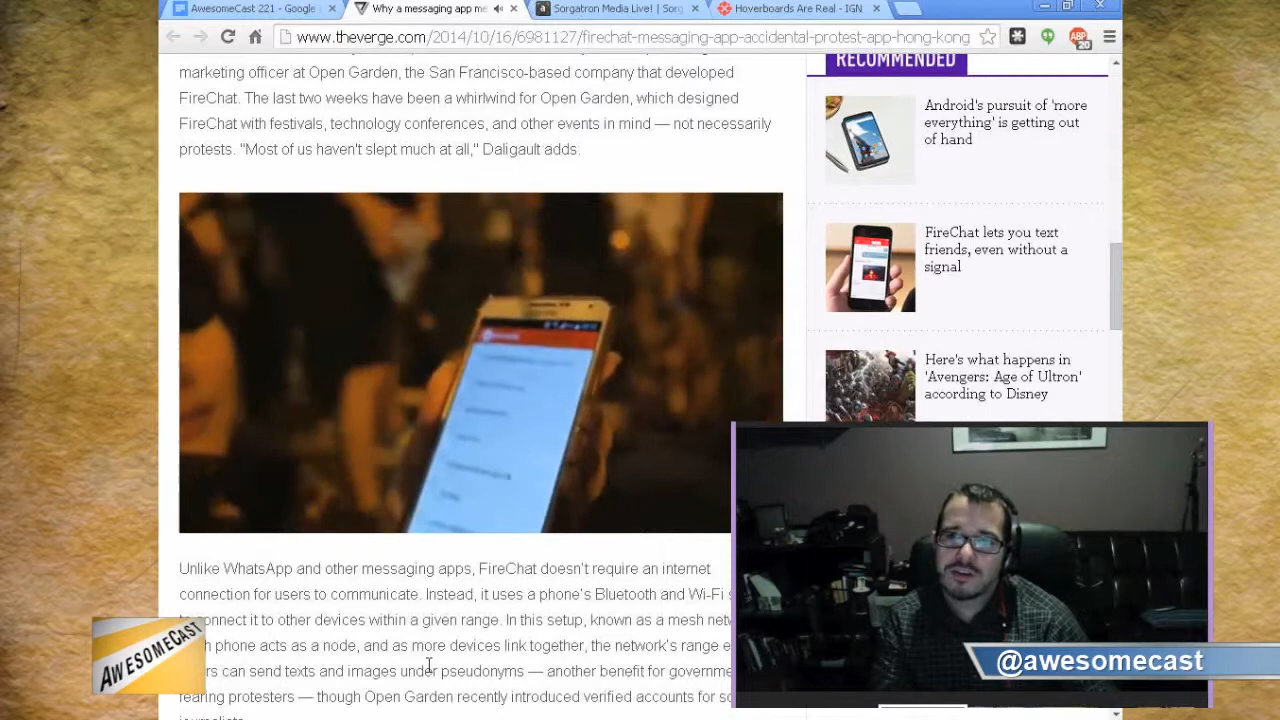 AwesomeCast 221 - Google
Why a messaging app me
Sorgatron Media Live! | Sorg
Hoverboards Are Real - IGN
www.theverge.com/2014/10/16/6981127/firechat-messaging-app-accidental-protest-app-hong-kong
20
marketing officer at Open Garden, the San Francisco-based company that developed
FireChat. The last two weeks have been a whirlwind for Open Garden, which designed
FireChat with festivals, technology conferences, and other events in mind — not necessarily
protests. "Most of us haven't slept much at all," Daligault adds.
RECOMMENDED
Android's pursuit of 'more
everything' is getting out
of hand
FireChat lets you text
friends, even without a
signal
Here's what happens in
'Avengers: Age of Ultron'
according to Disney
Unlike WhatsApp and other messaging apps, FireChat doesn't require an internet
connection for users to communicate. Instead, it uses a phone's Bluetooth and Wi-Fi
connect it to other devices within a given range. In this setup, known as a mesh
phone acts as a node, and as more devices link together, the network's range
can send texts under — another benefit for
fearing protesters — though Open Garden recently introduced verified accounts for
journalists.
AWESOMECAST
@awesomecast